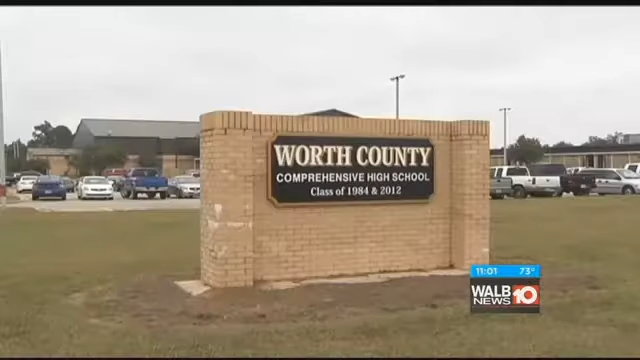 WORTH COUNTY
COMPREHENSIVE HIGH SCHOOL
Class of 1984 & 2012
11:01 73°
WALB
NEWS 10